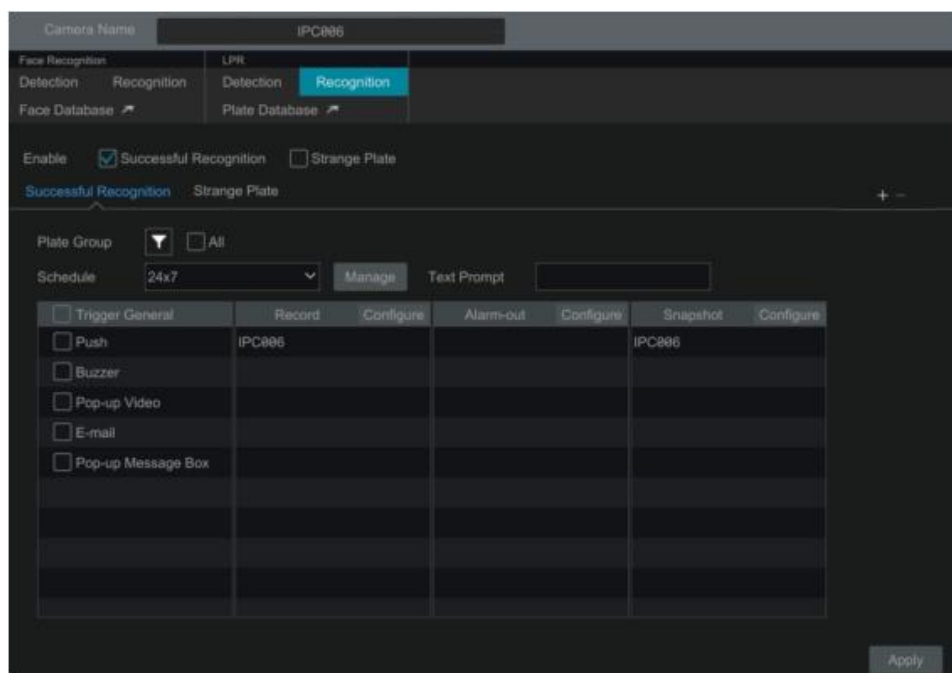 Camera Name IPC006
Face Recognition LPR
Detection Recognition Detection Recognition
Face Database Plate Database
Enable Successful Recognition Strange Plate
Successful Recognition Strange Plate + −
Plate Group All
Schedule 24x7 Manage Text Prompt
Trigger General Record Configure Alarm-out Configure Snapshot Configure
Push IPC006 IPC006
Buzzer
Pop-up Video
E-mail
Pop-up Message Box
Apply